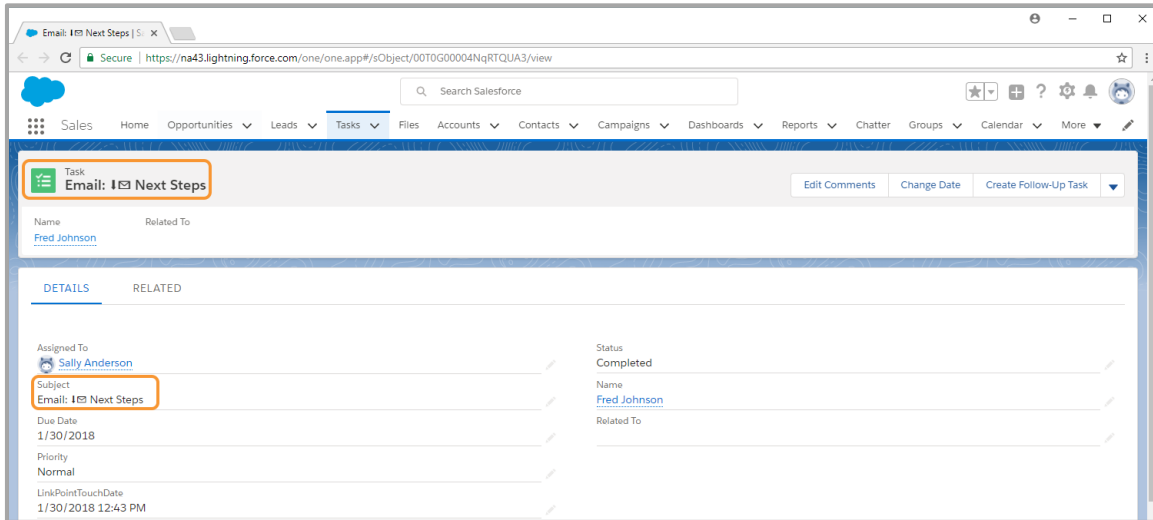 Email: ⬇✉ Next Steps | S
Secure | https://na43.lightning.force.com/one/one.app#/sObject/00T0G00004NqRTQUA3/view
Search Salesforce
Sales Home Opportunities Leads Tasks Files Accounts Contacts Campaigns Dashboards Reports Chatter Groups Calendar More
Task
Email: ⬇✉ Next Steps
Edit Comments Change Date Create Follow-Up Task
Name Related To
Fred Johnson
DETAILS RELATED
Assigned To Status
Sally Anderson Completed
Subject Name
Email: ⬇✉ Next Steps Fred Johnson
Due Date Related To
1/30/2018
Priority
Normal
LinkPointTouchDate
1/30/2018 12:43 PM